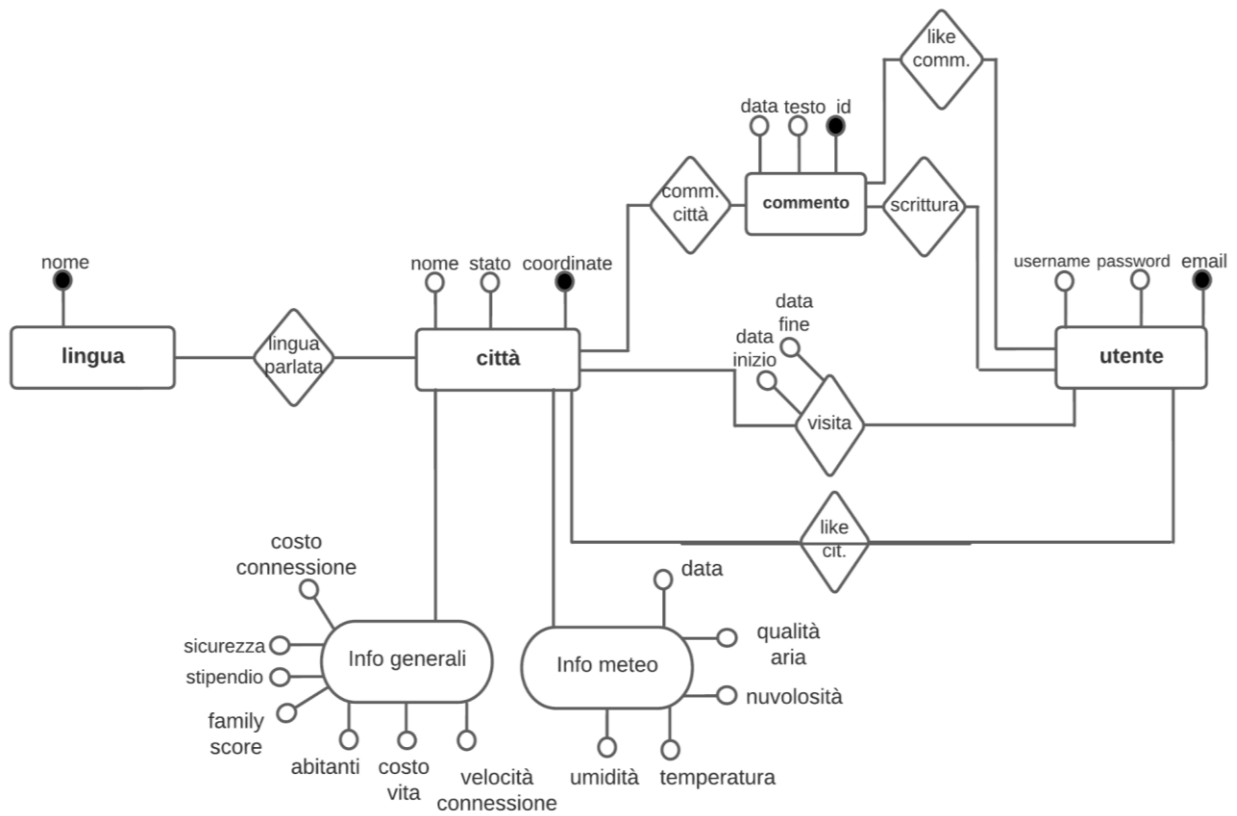 like
comm.
data testo id
comm.
città
commento
scrittura
nome
nome stato coordinate
username password email
lingua
lingua
parlata
città
data
fine
data
inizio
utente
visita
like
cit.
costo
connessione
data
sicurezza
Info generali
Info meteo
qualità
aria
stipendio
nuvolosità
family
score
abitanti
costo
vita
velocità
connessione
umidità
temperatura